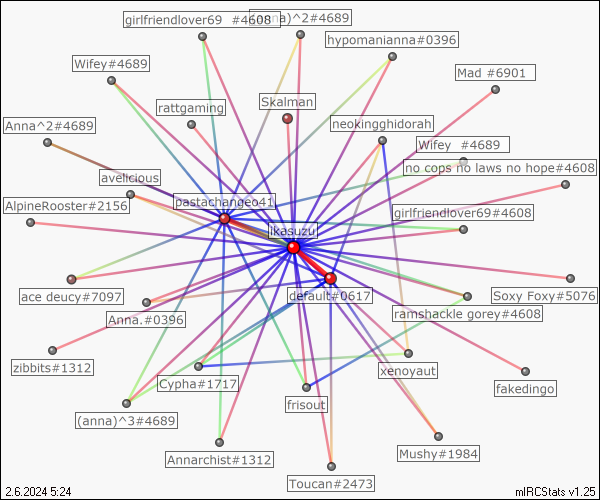 girlfriendlover69 #4608
(anna)^2#4689
hypomanianna#0396
Wifey#4689
Mad #6901
rattgaming
Skalman
neokingghidorah
Anna^2#4689
Wifey #4689
no cops no laws no hope#4608
avelicious
pastachange041
AlpineRooster#2156
girlfriendlover69#4608
ikasuzu
ace deucy#7097
default#0617
Soxy Foxy#5076
Anna.#0396
ramshackle gorey#4608
zibbits#1312
xenoyaut
Cypha#1717
fakedingo
frisout
(anna)^3#4689
Annarchist#1312
Mushy#1984
Toucan#2473
2.6.2024 5:24
mIRCStats v1.25